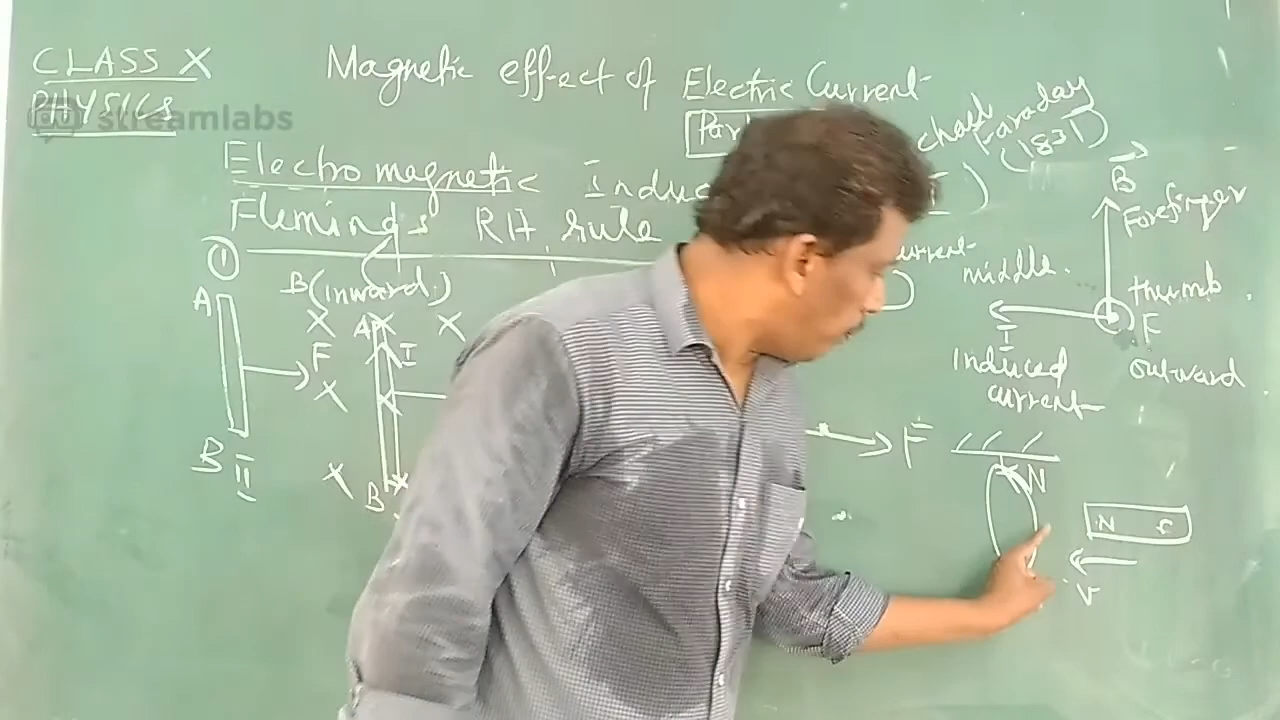 CLASS X
PHYSICS
streamlabs
Magnetic effect of Electric Current
Faraday
(1831)
Electromagnetic
Flemings RH rule
1
B (inward)
A
B
II
F
X X X
X X
X X
A
I
B
B
Forefinger
middle.
thumb
F
outward
I
induced
current
F
N
N
V